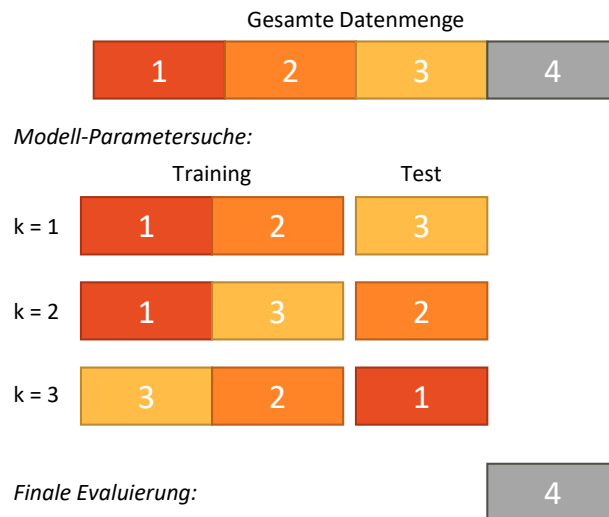 Gesamte Datenmenge
1 2 3 4
Modell-Parametersuche:
Training Test
k = 1 1 2 3
k = 2 1 3 2
k = 3 3 2 1
Finale Evaluierung: 4